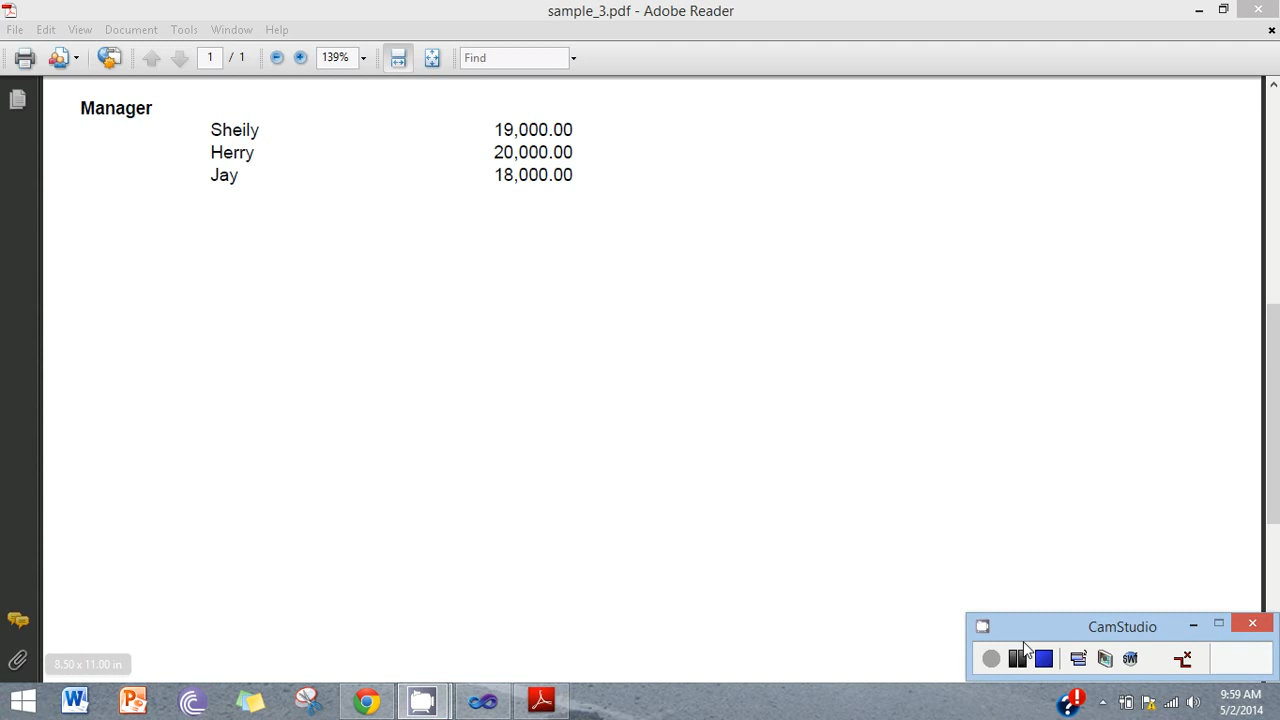 sample_3.pdf - Adobe Reader
File Edit View Document Tools Window Help
1 / 1 139% Find
Manager
Sheily 19,000.00
Herry 20,000.00
Jay 18,000.00
CamStudio
SWF
8.50 x 11.00 in
9:59 AM
5/2/2014